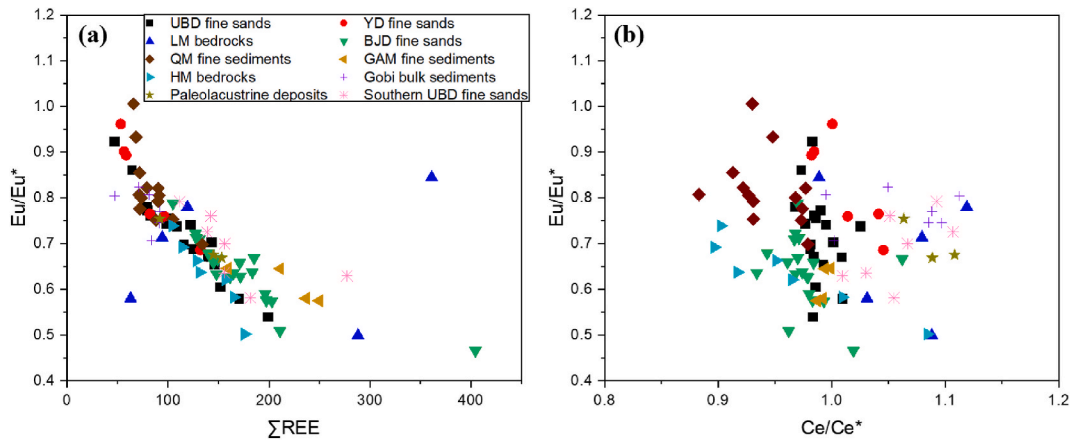 (a)
UBD fine sands YD fine sands
LM bedrocks BJD fine sands
QM fine sediments GAM fine sediments
HM bedrocks Gobi bulk sediments
Paleolacustrine deposits Southern UBD fine sands
1.2
1.1
1.0
0.9
0.8
0.7
0.6
0.5
0.4
Eu/Eu*
0 100 200 300 400
∑REE
(b)
1.2
1.1
1.0
0.9
0.8
0.7
0.6
0.5
0.4
Eu/Eu*
0.8 0.9 1.0 1.1 1.2
Ce/Ce*